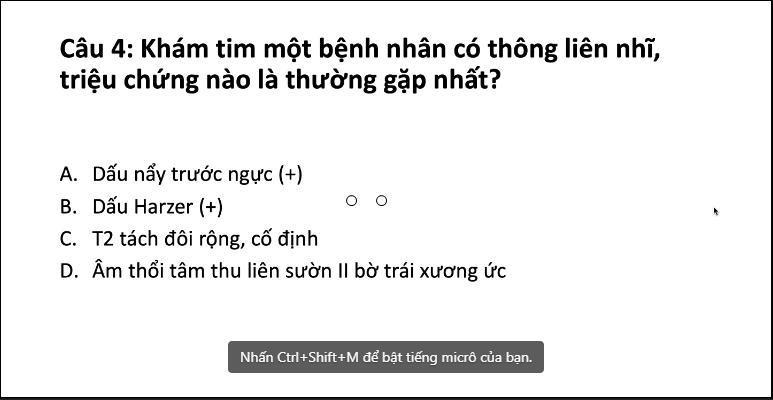 Câu 4: Khám tim một bệnh nhân có thông liên nhĩ,
triệu chứng nào là thường gặp nhất?
A. Dấu nẩy trước ngực (+)
B. Dấu Harzer (+)
C. T2 tách đôi rộng, cố định
D. Âm thổi tâm thu liên sườn II bờ trái xương ức
Nhấn Ctrl+Shift+M để bật tiếng micrô của bạn.